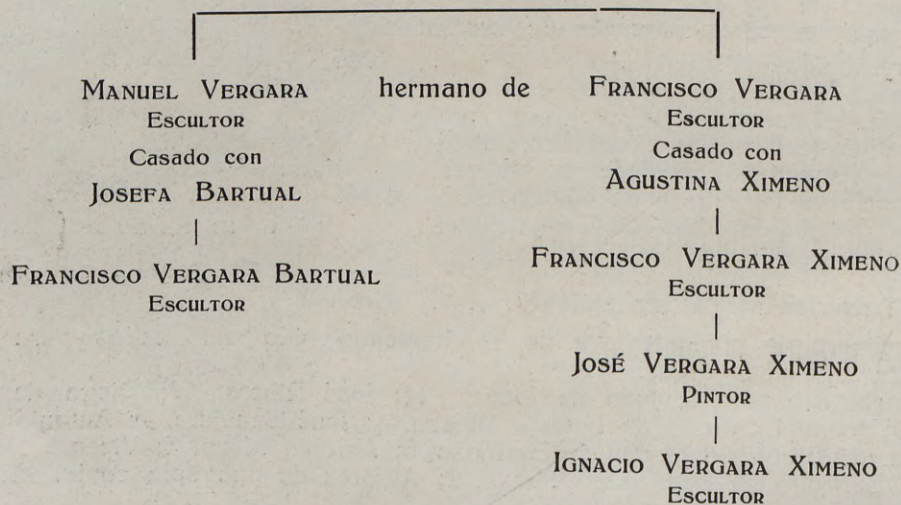 MANUEL VERGARA hermano de FRANCISCO VERGARA
ESCULTOR ESCULTOR
Casado con Casado con
JOSEFA BARTUAL AGUSTINA XIMENO
FRANCISCO VERGARA BARTUAL FRANCISCO VERGARA XIMENO
ESCULTOR ESCULTOR
JOSÉ VERGARA XIMENO
PINTOR
IGNACIO VERGARA XIMENO
ESCULTOR